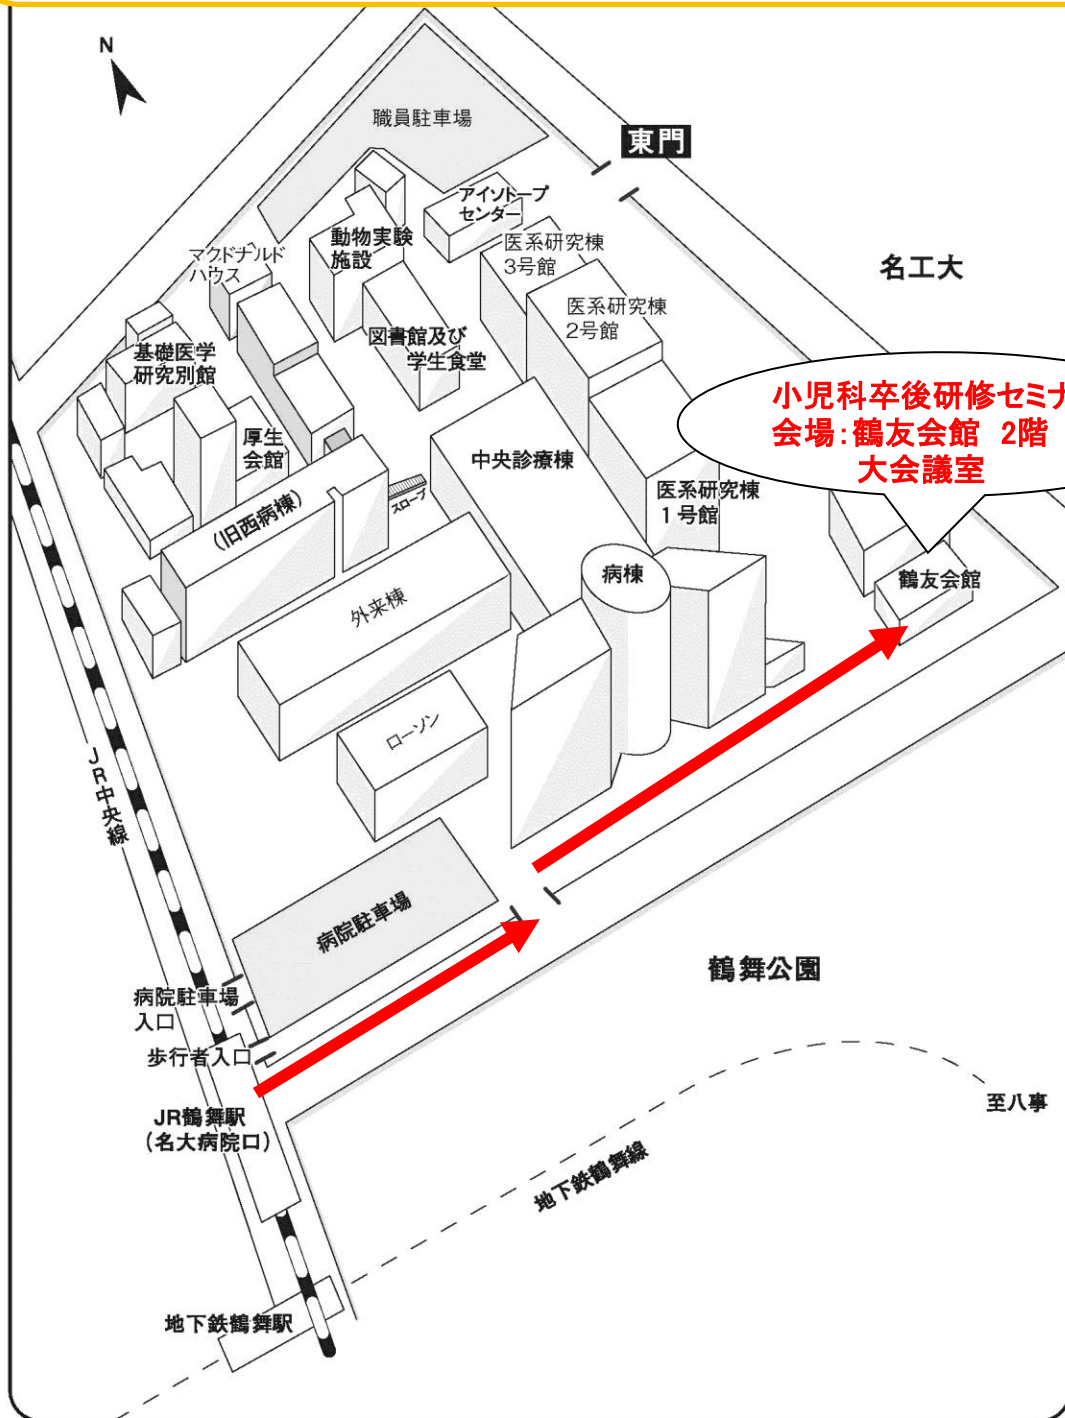 N
職員駐車場
東門
アイソトープ
センター
動物実験
施設
医系研究棟
3号館
マクドナルド
ハウス
名工大
医系研究棟
2号館
図書館及び
学生食堂
基礎医学
研究別館
小児科卒後研修セミナ
会場:鶴友会館 2階
大会議室
厚生
会館
中央診療棟
医系研究棟
1号館
スロープ
(旧西病棟)
病棟
鶴友会館
外来棟
ローソン
JR中央線
病院駐車場
鶴舞公園
病院駐車場
入口
歩行者入口
JR鶴舞駅
(名大病院口)
至八事
地下鉄鶴舞線
地下鉄鶴舞駅